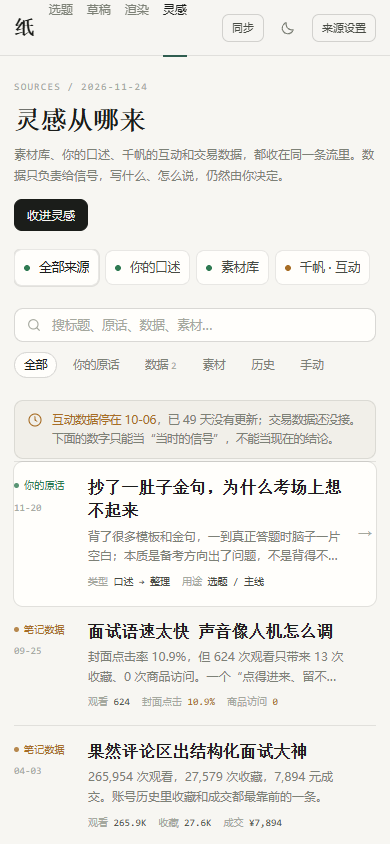 纸
选题 草稿 渲染 灵感
同步
来源设置
SOURCES / 2026-11-24
灵感从哪来
素材库、你的口述、千帆的互动和交易数据，都收在同一条流里。数
据只负责给信号，写什么、怎么说，仍然由你决定。
收进灵感
全部来源 你的口述 素材库 千帆·互动
搜标题、原话、数据、素材...
全部 你的原话 数据 2 素材 历史 手动
互动数据停在 10-06，已 49 天没有更新；交易数据还没接。
下面的数字只能当“当时的信号”，不能当现在的结论。
你的原话
11-20
抄了一肚子金句，为什么考场上想
不起来
背了很多模板和金句，一到真正答题时脑子一片
空白；本质是备考方向出了问题，不是背得不...
类型 口述 → 整理 用途 选题 / 主线
→
笔记数据
09-25
面试语速太快 声音像人机怎么调
封面点击率 10.9%，但 624 次观看只带来 13 次
收藏、0 次商品访问。一个“点得进来、留不...
观看 624 封面点击 10.9% 商品访问 0
笔记数据
04-03
果然评论区出结构化面试大神
265,954 次观看，27,579 次收藏，7,894 元成
交。账号历史里收藏和成交都最靠前的一条。
观看 265.9K 收藏 27.6K 成交 ¥7,894